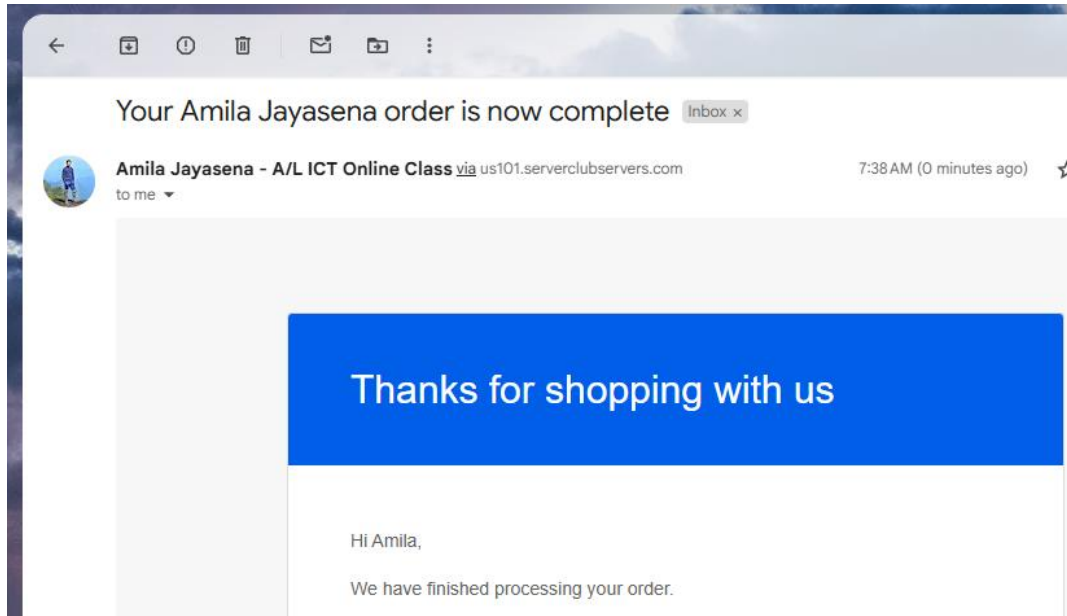 Your Amila Jayasena order is now complete Inbox ×
Amila Jayasena - A/L ICT Online Class via us101.serverclubservers.com 7:38 AM (0 minutes ago)
to me
Thanks for shopping with us
Hi Amila,
We have finished processing your order.